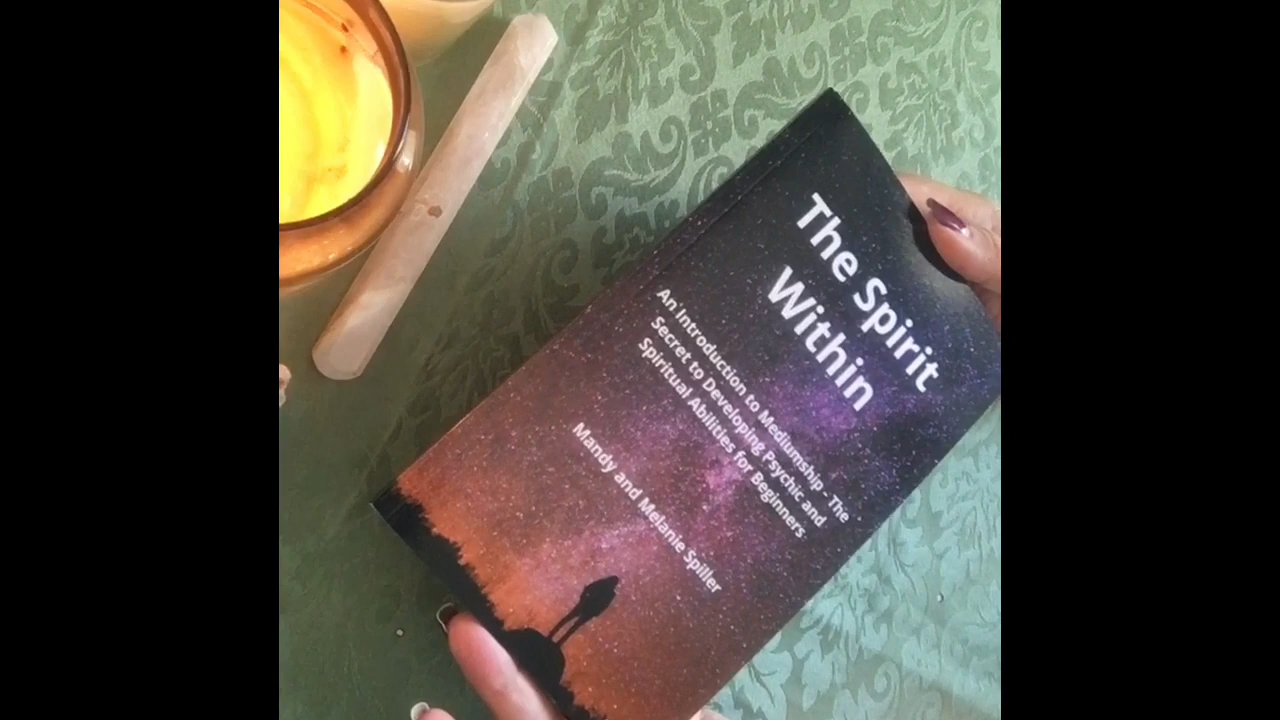 The Spirit
Within
An Introduction to Mediumship - The
Secret to Developing Psychic and
Spiritual Abilities for Beginners
Mandy and Melanie Spiller